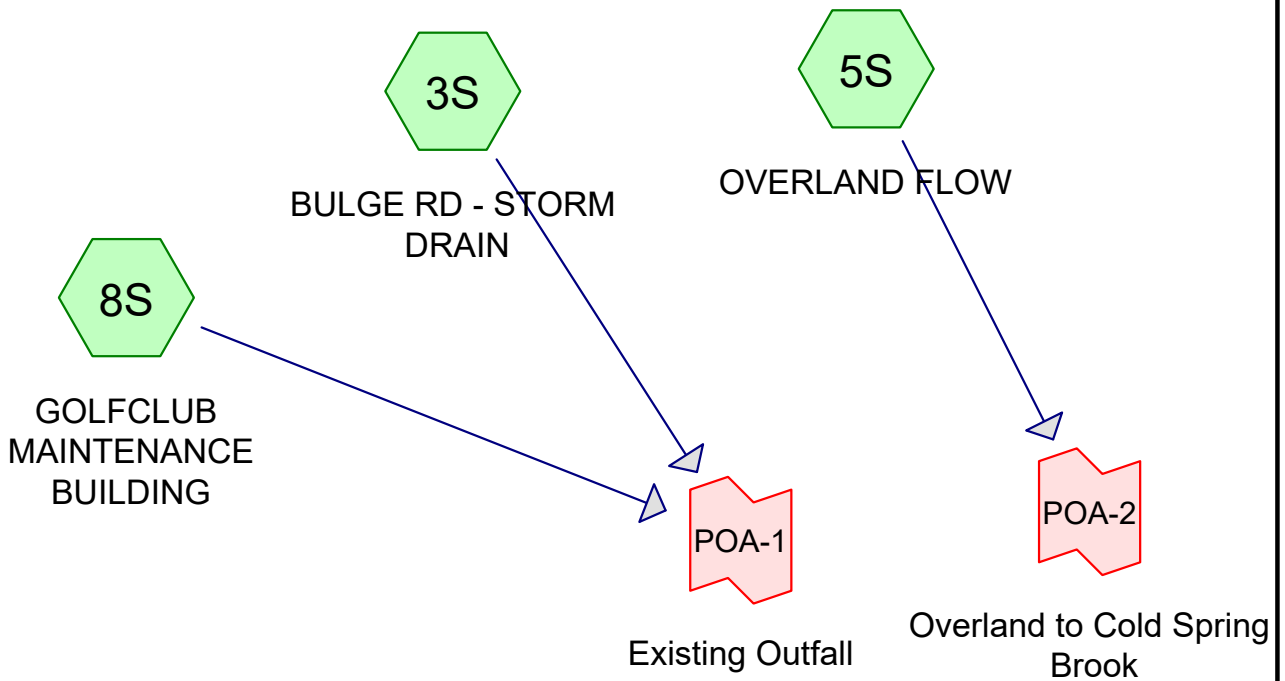 5S
OVERLAND FLOW
3S
BULGE RD - STORM
DRAIN
8S
GOLFCLUB
MAINTENANCE
BUILDING
POA-1
Existing Outfall
POA-2
Overland to Cold Spring
Brook